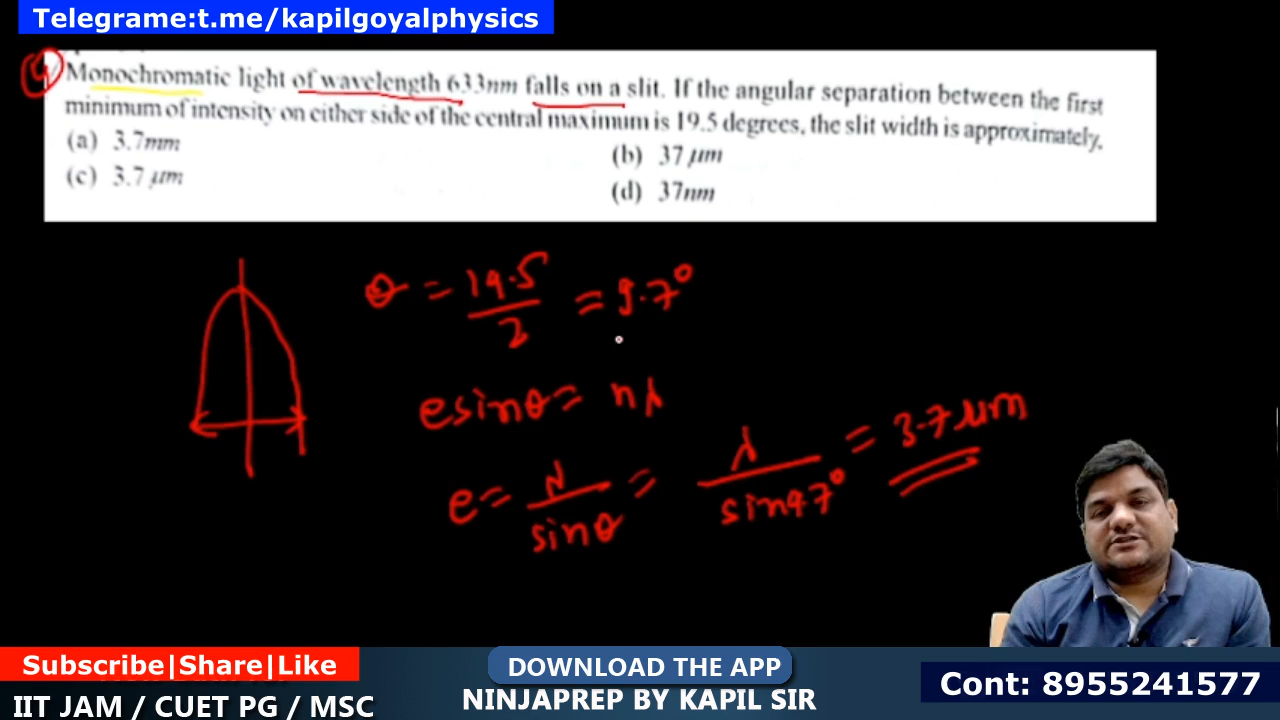 Telegrame:t.me/kapilgoyalphysics
Monochromatic light of wavelength 633nm falls on a slit. If the angular separation between the first
minimum of intensity on either side of the central maximum is 19.5 degrees, the slit width is approximately,
(a) 3.7mm
(b) 37 μm
(c) 3.7 μm
(d) 37nm
θ = 19.5/2 = 9.7°
e sinθ = nλ
e = λ/sinθ = λ/sin9.7° = 3.7 μm
Subscribe|Share|Like
DOWNLOAD THE APP
IIT JAM / CUET PG / MSC
NINJAPREP BY KAPIL SIR
Cont: 8955241577